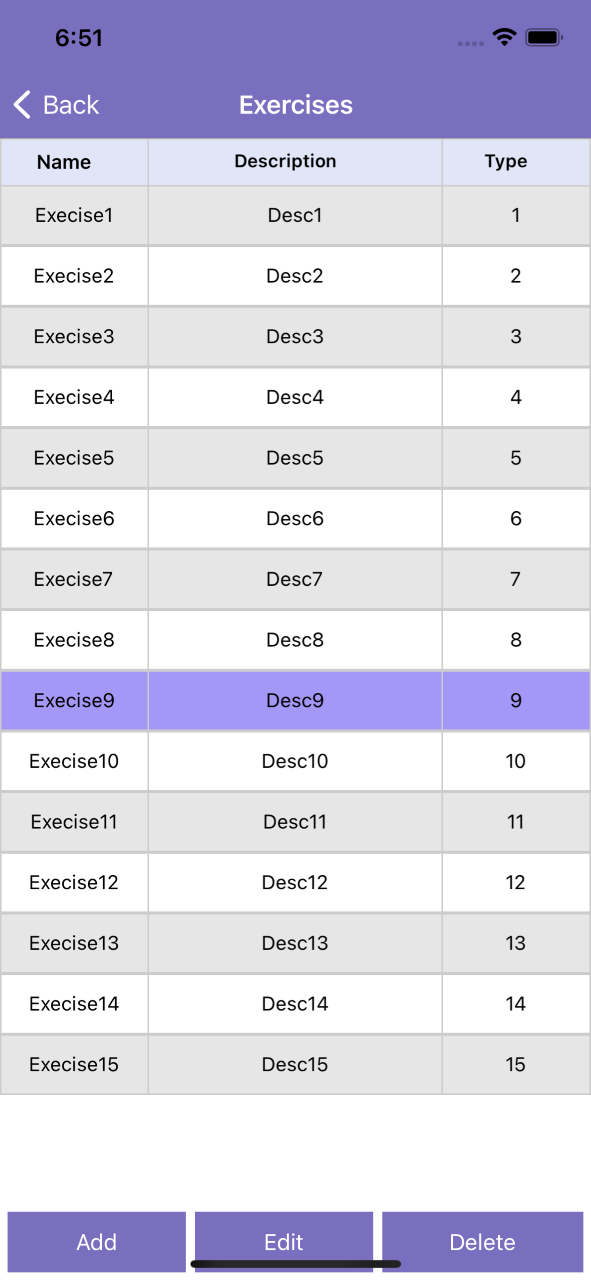 6:51
Back Exercises
Name Description Type
Execise1 Desc1 1
Execise2 Desc2 2
Execise3 Desc3 3
Execise4 Desc4 4
Execise5 Desc5 5
Execise6 Desc6 6
Execise7 Desc7 7
Execise8 Desc8 8
Execise9 Desc9 9
Execise10 Desc10 10
Execise11 Desc11 11
Execise12 Desc12 12
Execise13 Desc13 13
Execise14 Desc14 14
Execise15 Desc15 15
Add Edit Delete